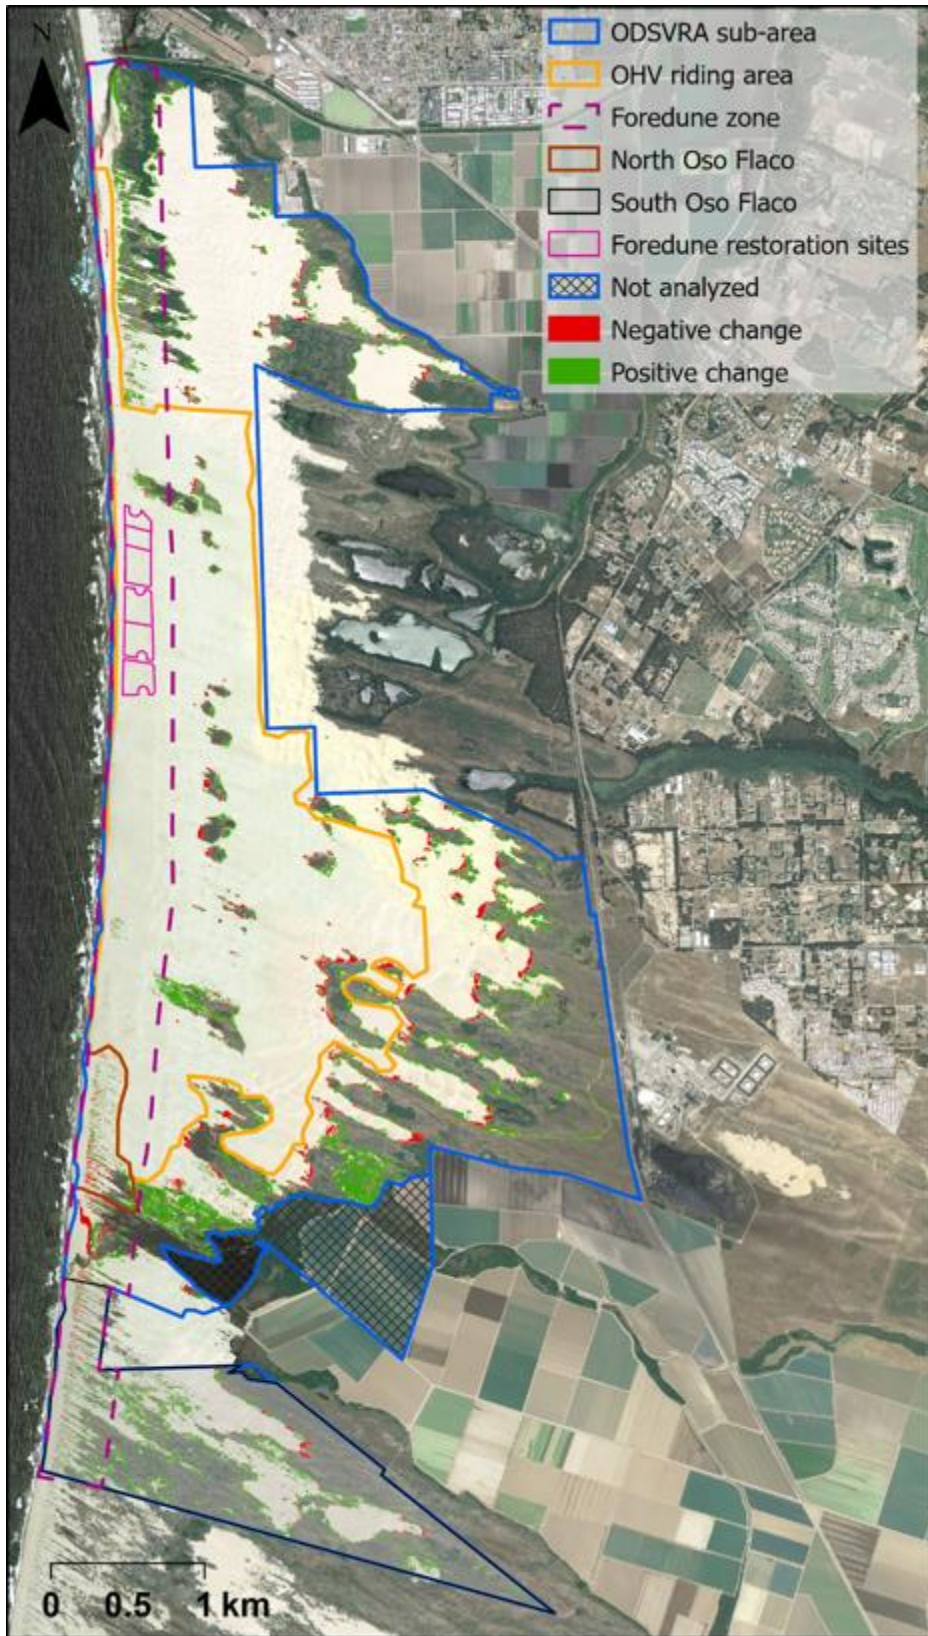 N
ODSVRA sub-area
OHV riding area
Foredune zone
North Oso Flaco
South Oso Flaco
Foredune restoration sites
Not analyzed
Negative change
Positive change
0 0.5 1 km